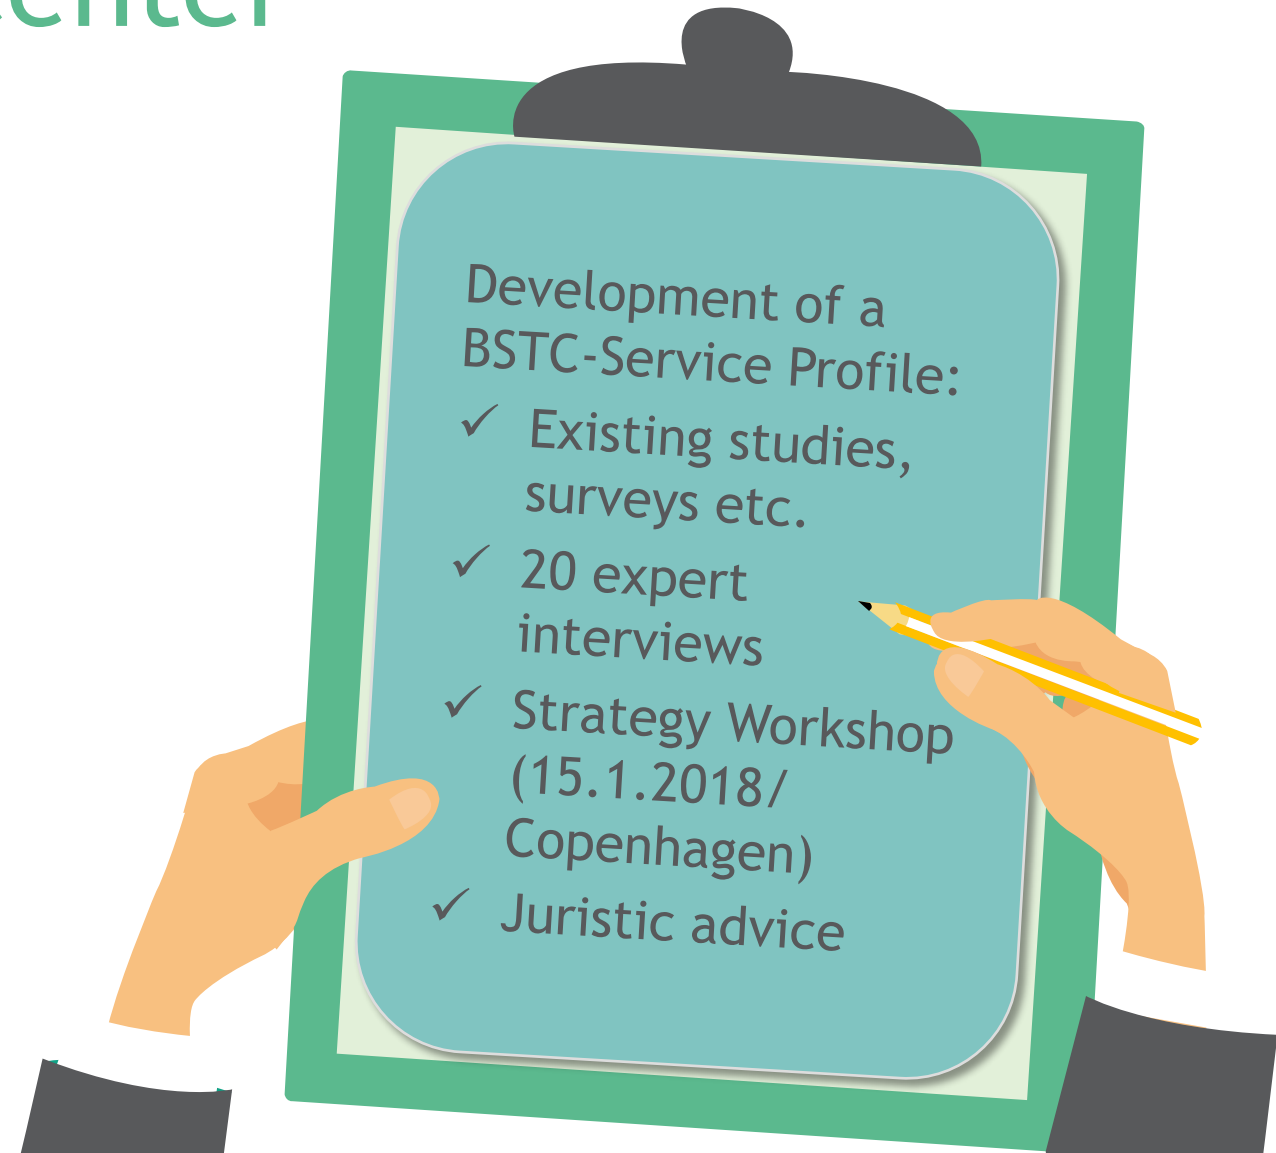 center
Development of a
BSTC-Service Profile:
✓ Existing studies,
surveys etc.
✓ 20 expert
interviews
✓ Strategy Workshop
(15.1.2018/
Copenhagen)
✓ Juristic advice